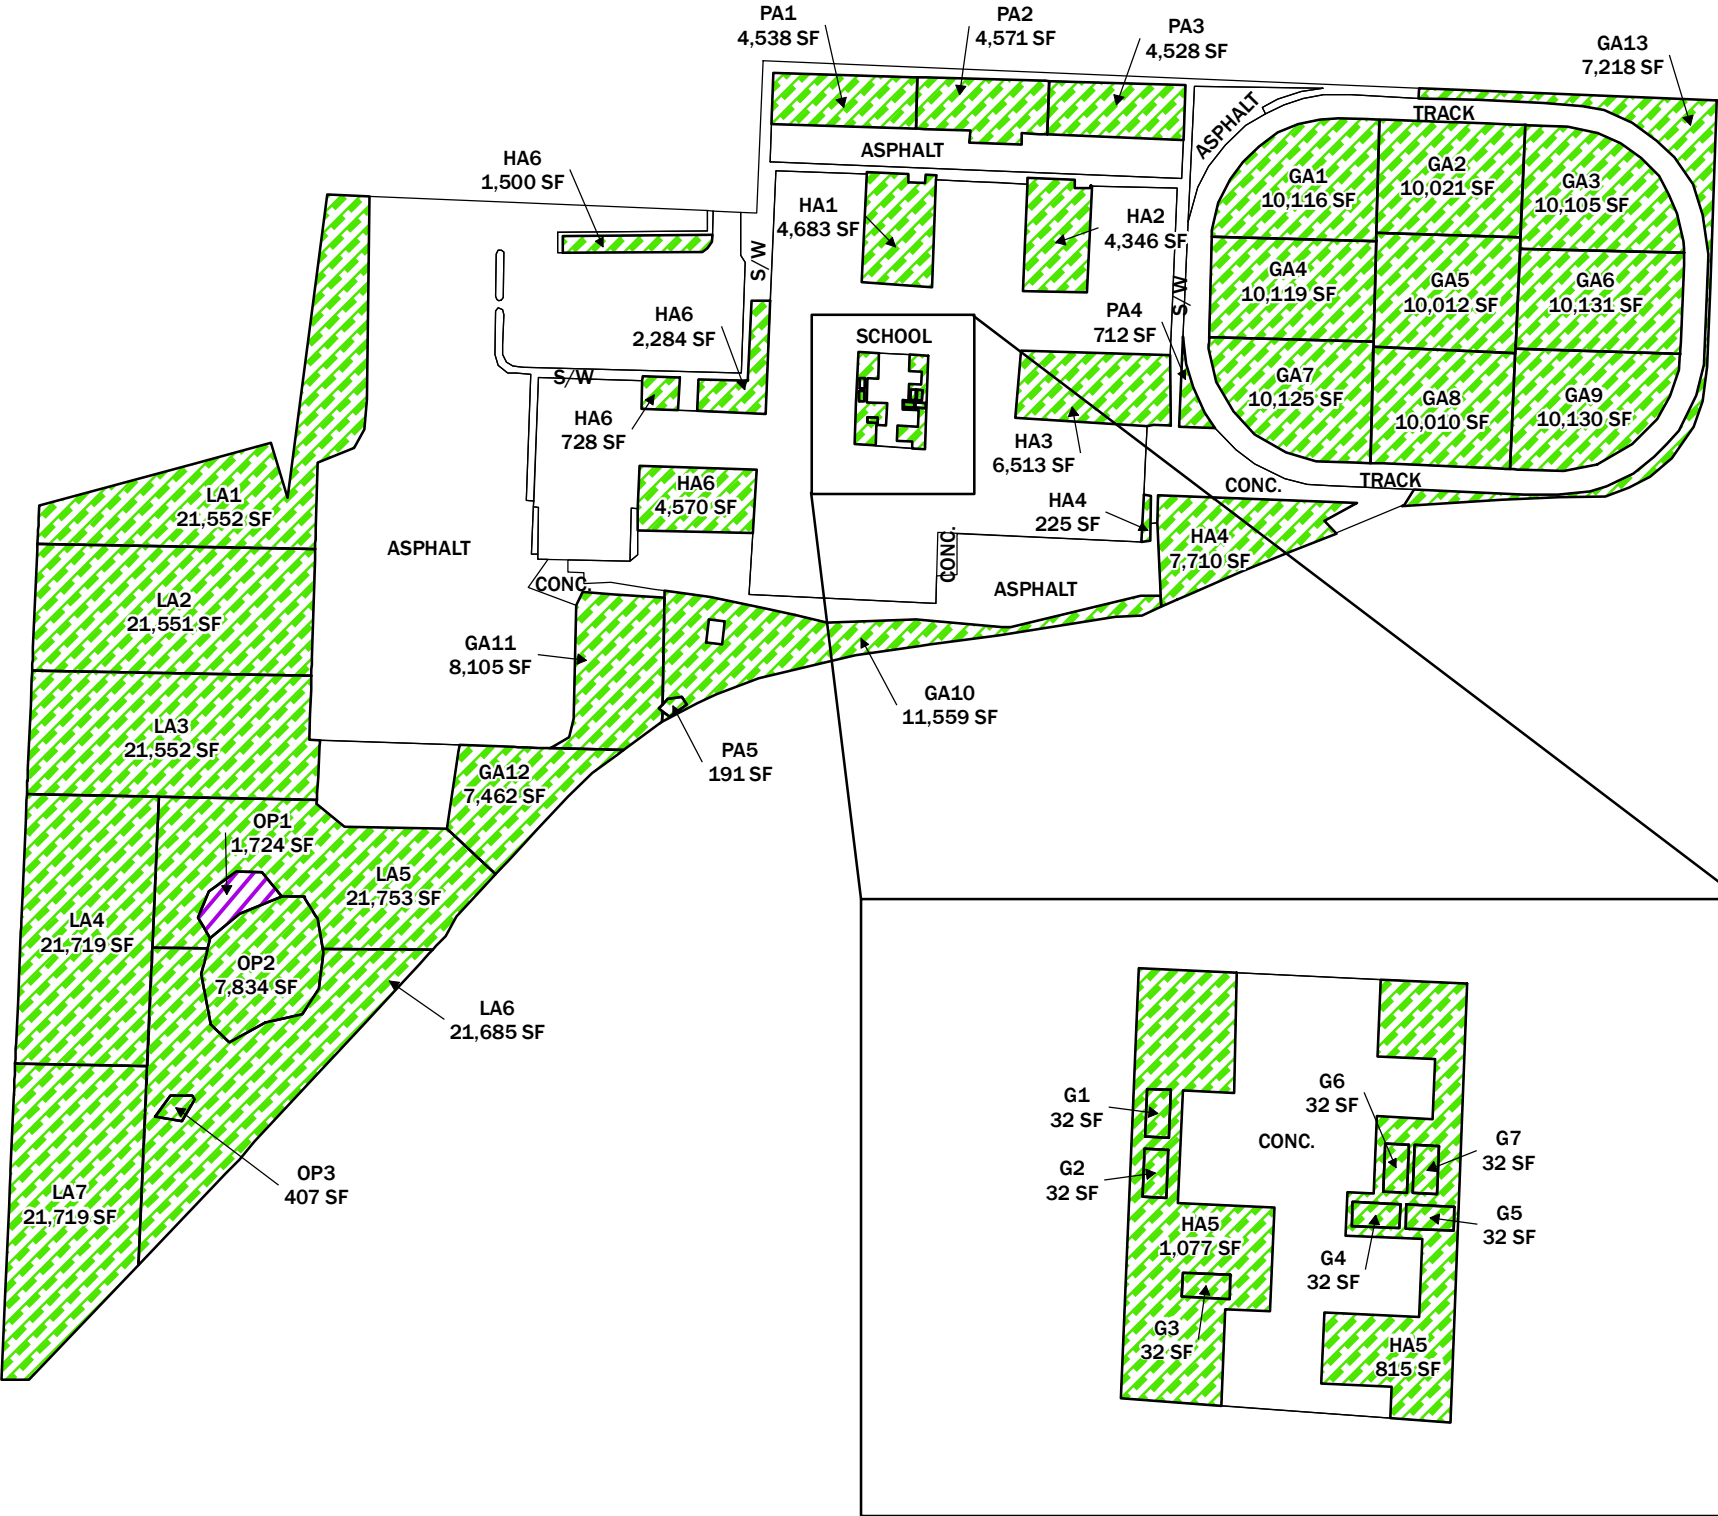 PA1
4,538 SF
PA2
4,571 SF
PA3
4,528 SF
GA13
7,218 SF
TRACK
ASPHALT
ASPHALT
HA6
1,500 SF
HA1
4,683 SF
HA2
4,346 SF
GA1
10,116 SF
GA2
10,021 SF
GA3
10,105 SF
S/W
S/W
GA4
10,119 SF
GA5
10,012 SF
GA6
10,131 SF
HA6
2,284 SF
PA4
712 SF
SCHOOL
S/W
HA6
728 SF
GA7
10,125 SF
GA8
10,010 SF
GA9
10,130 SF
HA3
6,513 SF
LA1
21,552 SF
HA6
4,570 SF
CONC.
TRACK
HA4
225 SF
HA4
7,710 SF
ASPHALT
CONC.
CONC.
ASPHALT
LA2
21,551 SF
GA11
8,105 SF
GA10
11,559 SF
LA3
21,552 SF
PA5
191 SF
GA12
7,462 SF
OP1
1,724 SF
LA5
21,753 SF
LA4
21,719 SF
OP2
7,834 SF
LA6
21,685 SF
OP3
407 SF
LA7
21,719 SF
G1
32 SF
G2
32 SF
G6
32 SF
CONC.
G7
32 SF
HA5
1,077 SF
G5
32 SF
G4
32 SF
G3
32 SF
HA5
815 SF